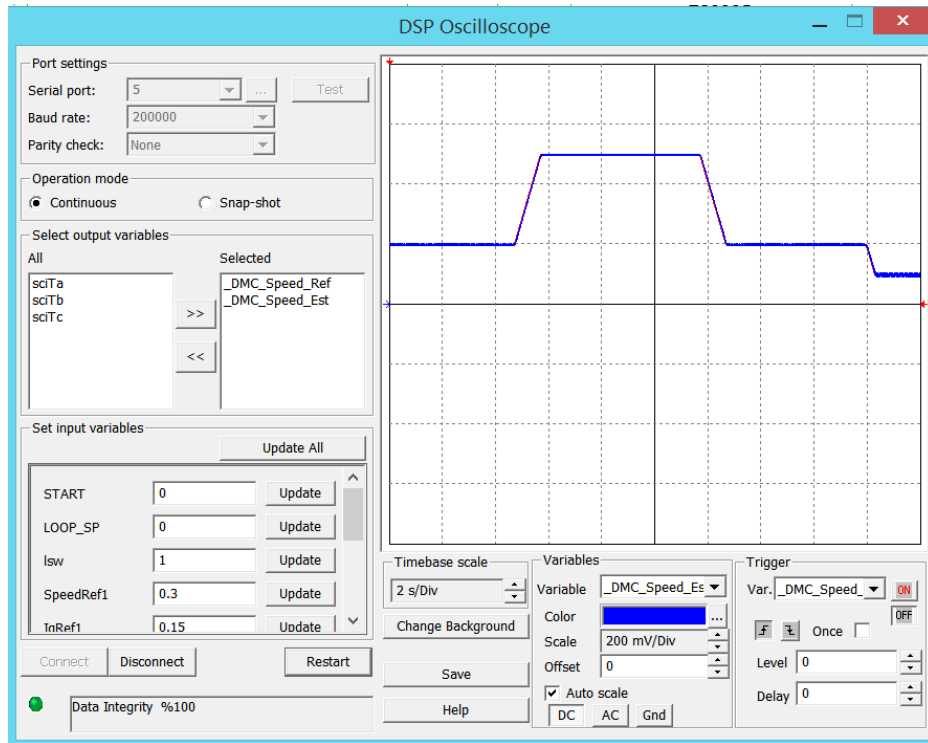 DSP Oscilloscope
Port settings
Serial port: 5 ... Test
Baud rate: 200000
Parity check: None
Operation mode
Continuous Snap-shot
Select output variables
All Selected
sciTa
sciTb
sciTc
_DMC_Speed_Ref
_DMC_Speed_Est
>>
<<
Set input variables
Update All
START 0 Update
LOOP_SP 0 Update
lsw 1 Update
SpeedRef1 0.3 Update
IqRef1 0.15 Update
Connect Disconnect Restart
Data Integrity %100
Timebase scale
2 s/Div
Change Background
Save
Help
Variables
Variable _DMC_Speed_Es
Color ...
Scale 200 mV/Div
Offset 0
Auto scale
DC AC Gnd
Trigger
Var. _DMC_Speed_ ON
OFF
Once
Level 0
Delay 0